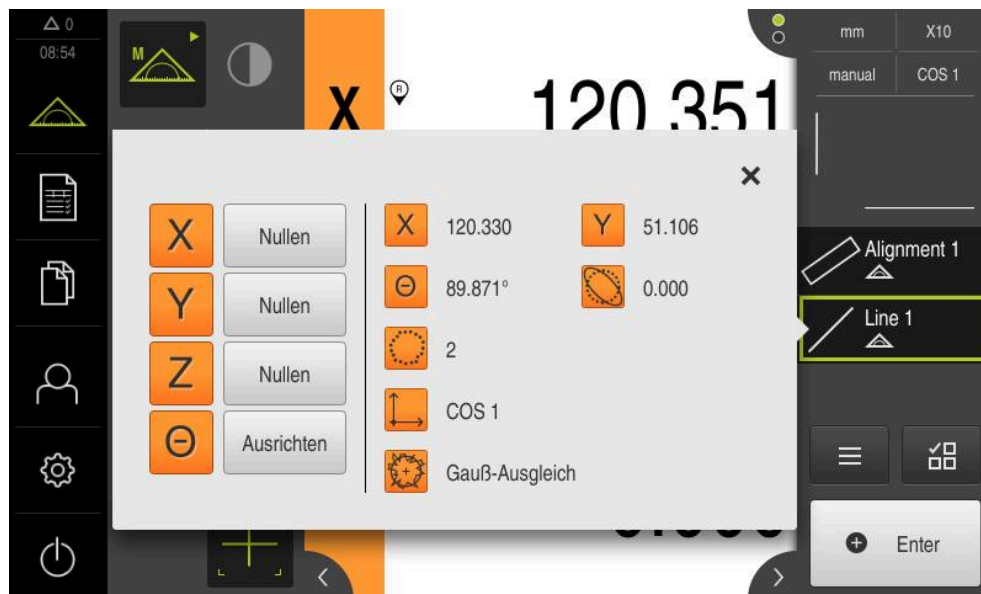 0
08:54
M
X
R
120.351
mm
X10
manual
COS 1
X Nullen
Y Nullen
Z Nullen
Θ Ausrichten
X 120.330
Y 51.106
Θ 89.871°
0.000
2
COS 1
Gauß-Ausgleich
Alignment 1
Line 1
Enter